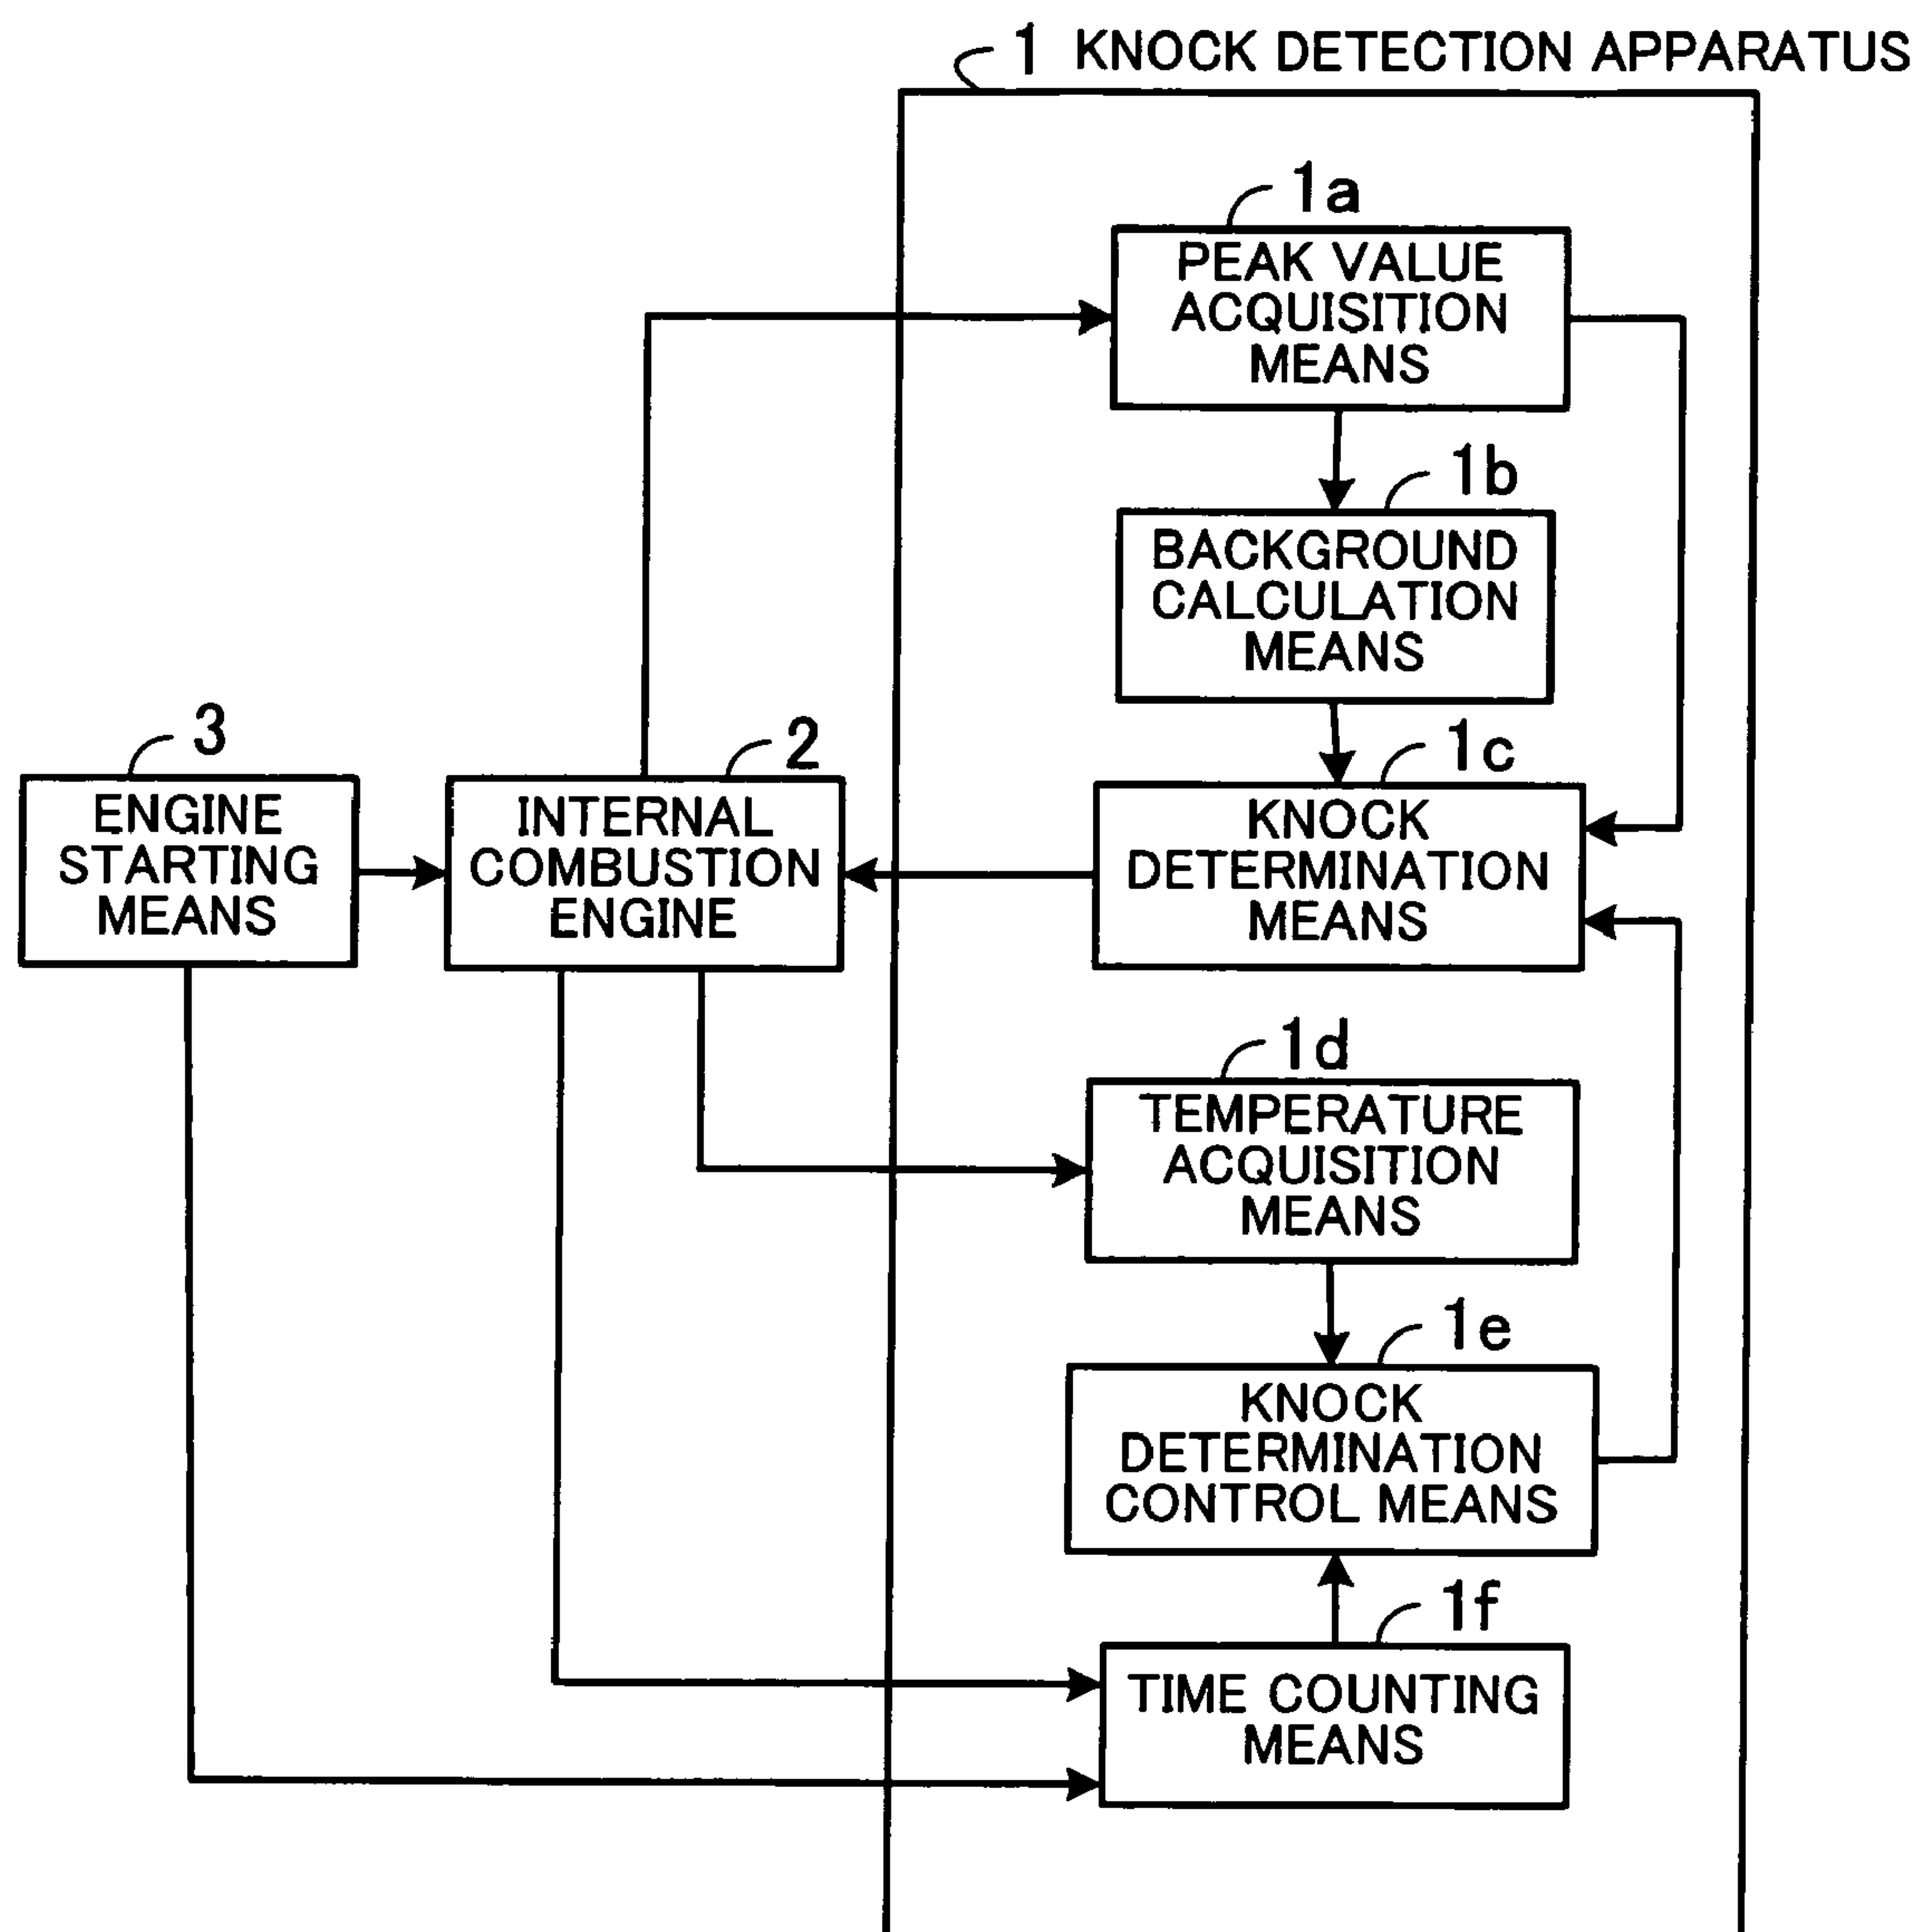 1 KNOCK DETECTION APPARATUS
1a
PEAK VALUE
ACQUISITION
MEANS
1b
BACKGROUND
CALCULATION
MEANS
3
ENGINE
STARTING
MEANS
2
INTERNAL
COMBUSTION
ENGINE
1c
KNOCK
DETERMINATION
MEANS
1d
TEMPERATURE
ACQUISITION
MEANS
1e
KNOCK
DETERMINATION
CONTROL MEANS
1f
TIME COUNTING
MEANS